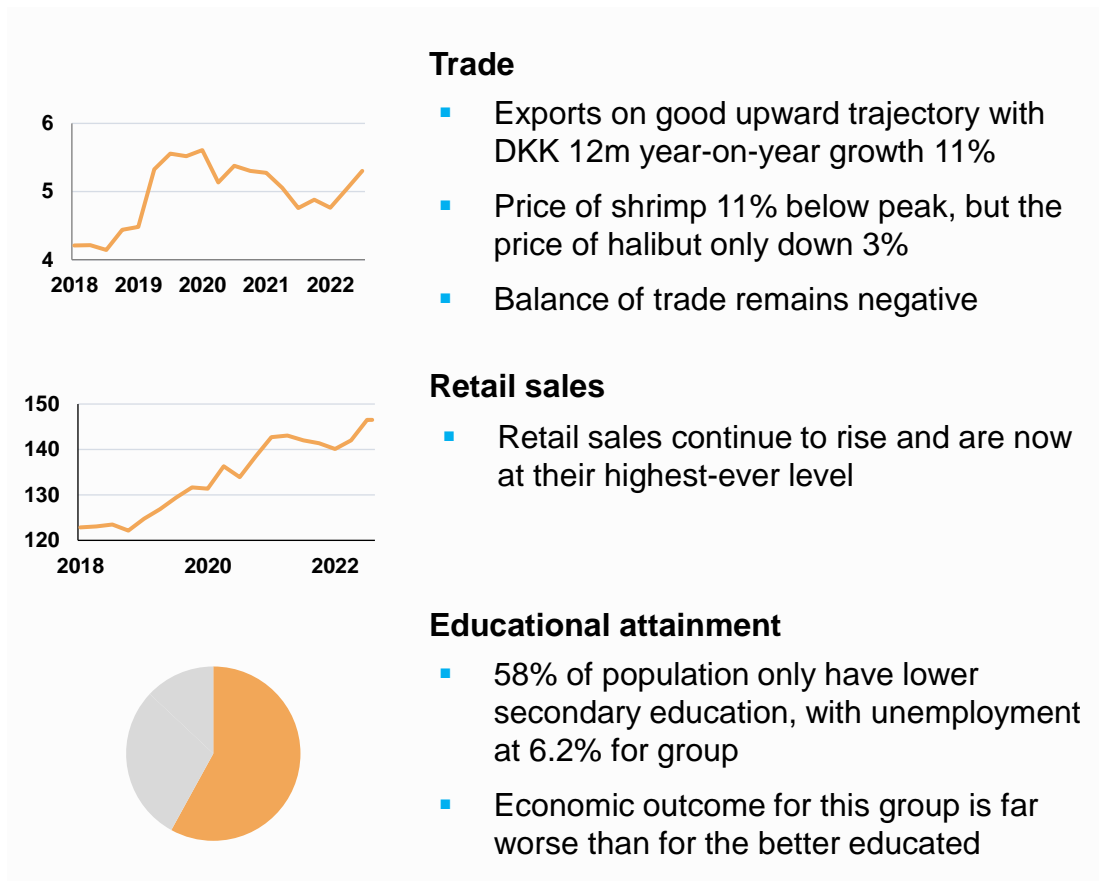 Trade
6
5
4
2018 2019 2020 2021 2022
▪ Exports on good upward trajectory with
DKK 12m year-on-year growth 11%
▪ Price of shrimp 11% below peak, but the
price of halibut only down 3%
▪ Balance of trade remains negative
Retail sales
150
140
130
120
2018 2020 2022
▪ Retail sales continue to rise and are now
at their highest-ever level
Educational attainment
▪ 58% of population only have lower
secondary education, with unemployment
at 6.2% for group
▪ Economic outcome for this group is far
worse than for the better educated